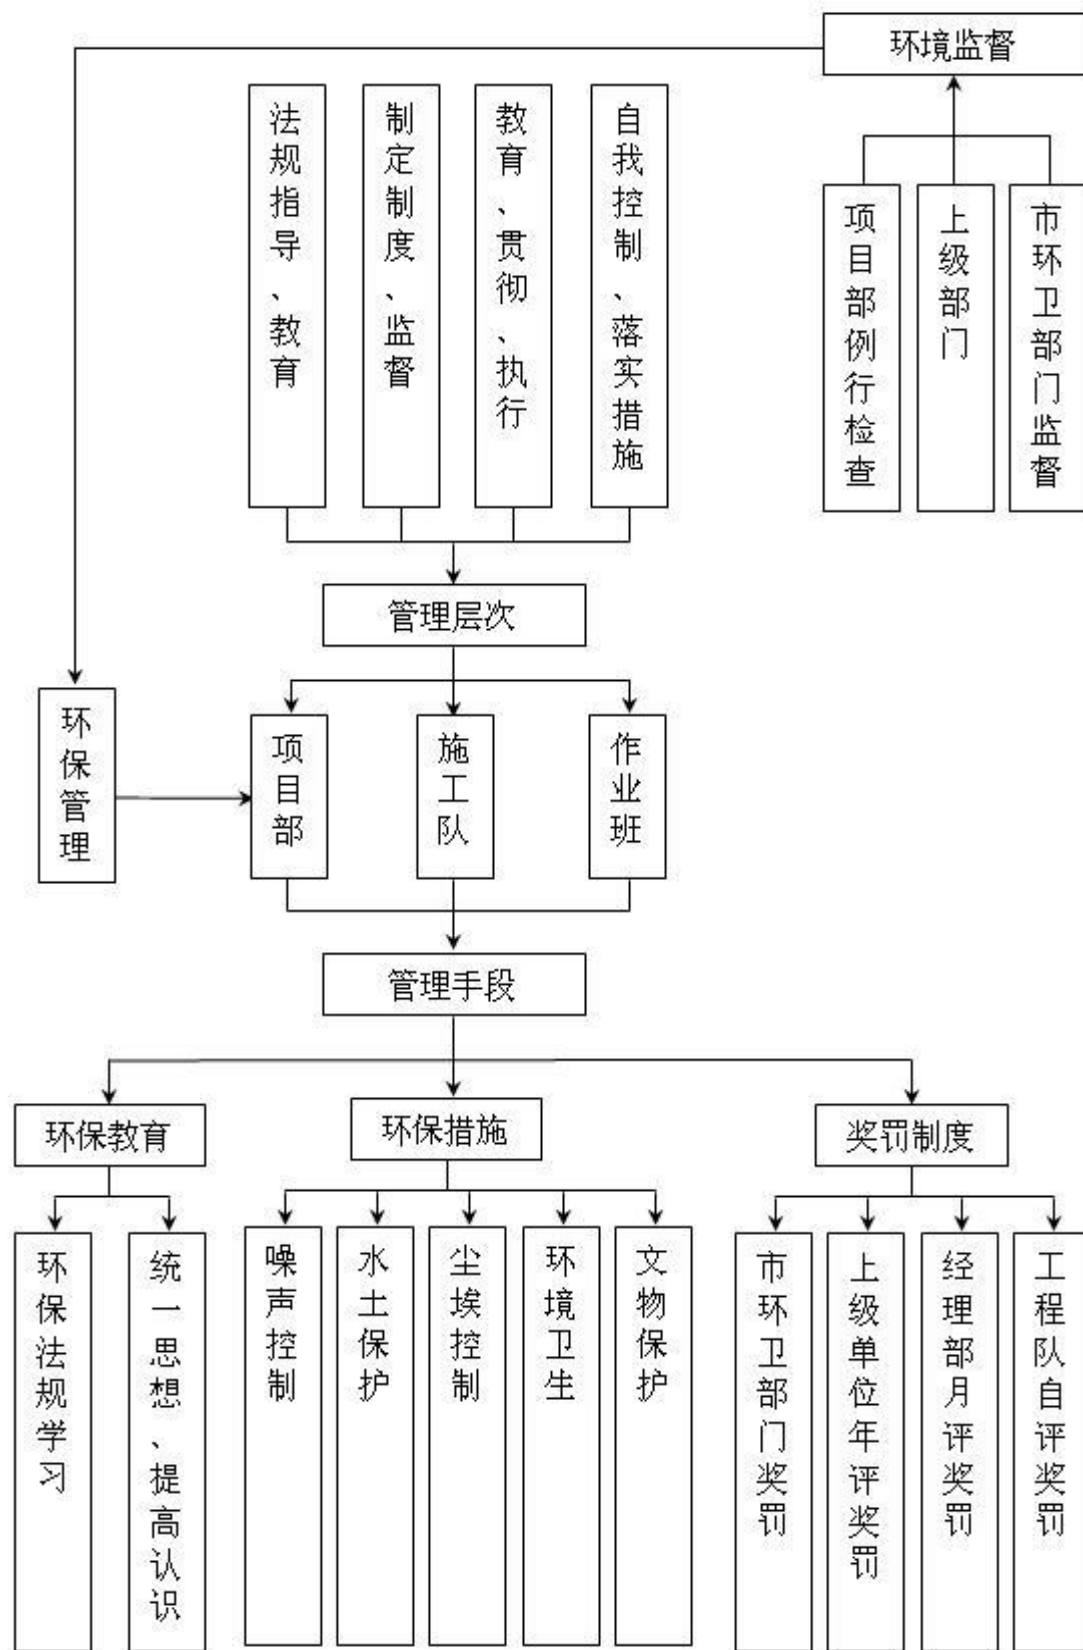 环境监督
法规指导、教育
制定制度、监督
教育、贯彻、执行
自我控制、落实措施
项目部例行检查
上级部门
市环卫部门监督
管理层次
环保管理
项目部
施工队
作业班
管理手段
环保教育
环保措施
奖罚制度
环保法规学习
统一思想、提高认识
噪声控制
水土保护
尘埃控制
环境卫生
文物保护
市环卫部门奖罚
上级单位年评奖罚
经理部月评奖罚
工程队自评奖罚